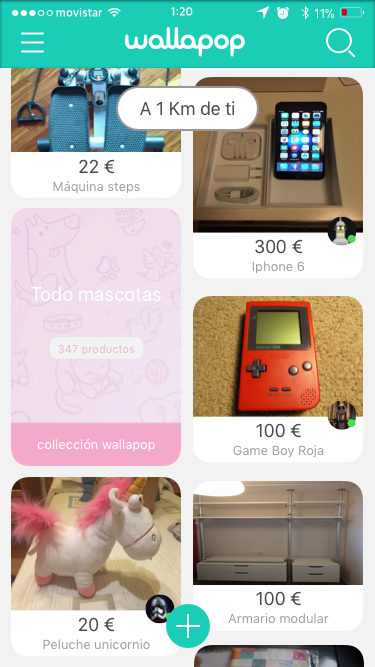 movistar 1:20 11%
wallapop
A 1 Km de ti
22 €
Máquina steps
300 €
Iphone 6
Todo mascotas
347 productos
collección wallapop
100 €
Game Boy Roja
20 €
Peluche unicornio
100 €
Armario modular